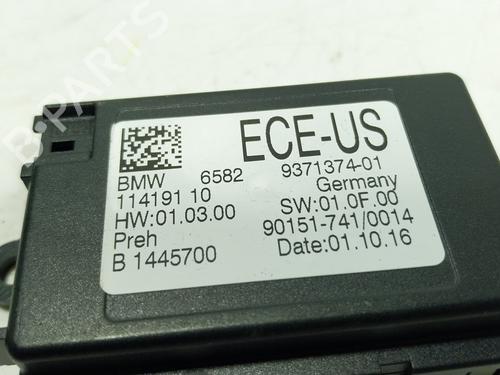 ECE-US
BMW 6582 9371374-01
114191 10 Germany
HW:01.03.00 SW:01.0F.00
Preh 90151-741/0014
B 1445700 Date:01.10.16
B-PARTS